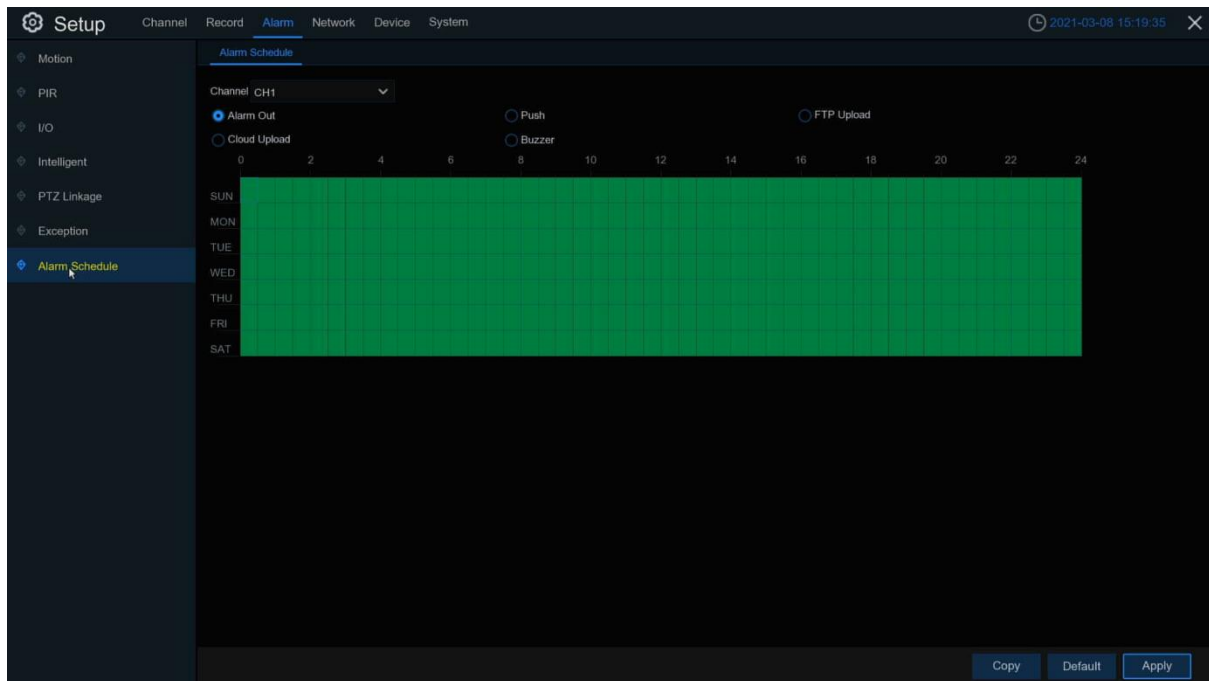 Setup Channel Record Alarm Network Device System 2021-03-08 15:19:35
Motion
PIR
I/O
Intelligent
PTZ Linkage
Exception
Alarm Schedule
Alarm Schedule
Channel CH1
Alarm Out Push FTP Upload
Cloud Upload Buzzer
0 2 4 6 8 10 12 14 16 18 20 22 24
SUN
MON
TUE
WED
THU
FRI
SAT
Copy Default Apply